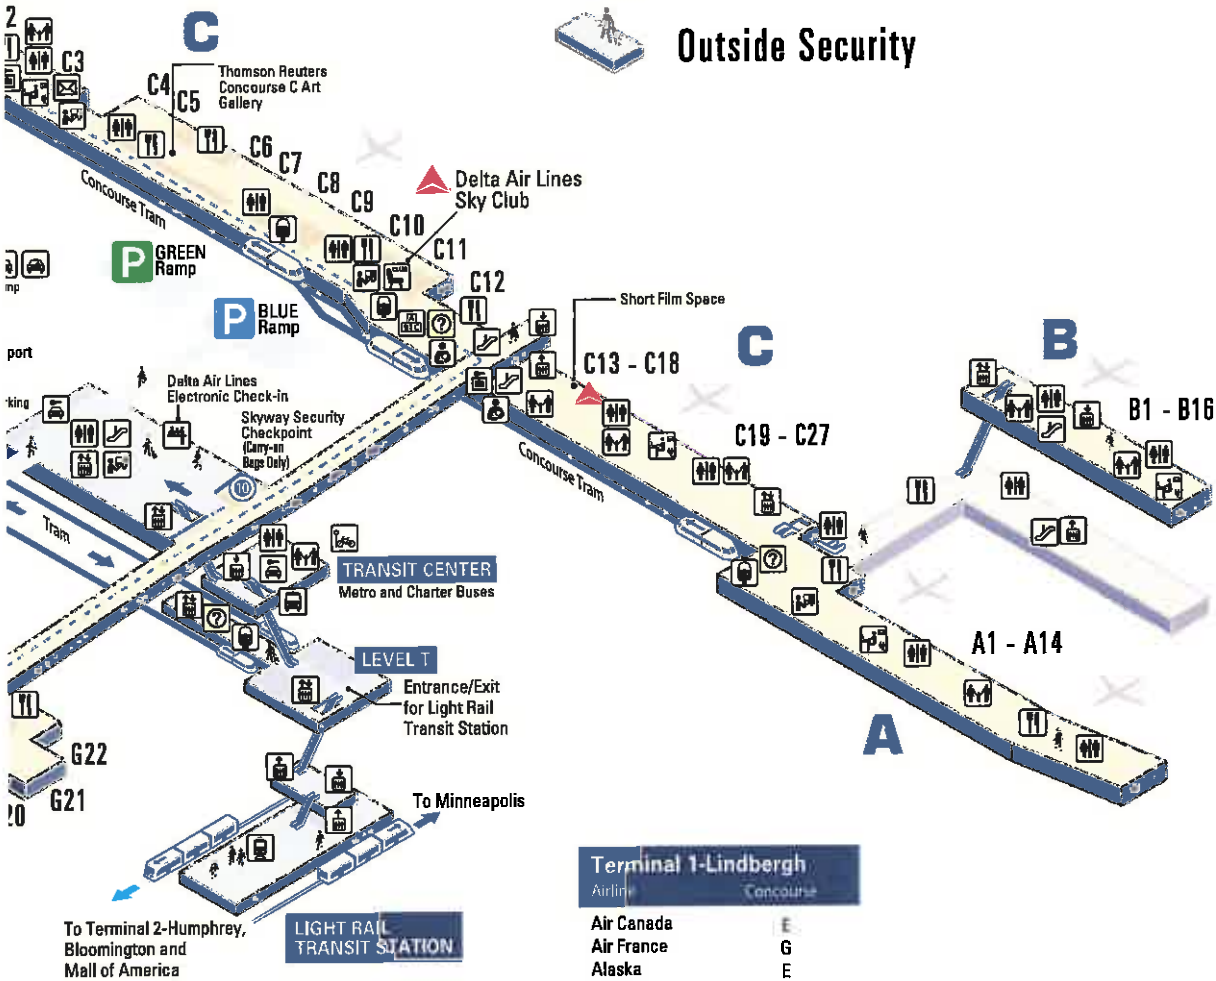 2
C
Outside Security
C3
C4
C5
Thomson Reuters
Concourse C Art
Gallery
C6
C7
C8
C9
C10
C11
C12
Delta Air Lines
Sky Club
Concourse Tram
P
GREEN
Ramp
P
BLUE
Ramp
Short Film Space
C
C13 - C18
B
B1 - B16
port
rking
Delta Air Lines
Electronic Check-in
Skyway Security
Checkpoint
(Carry-on
Bags Only)
10
C19 - C27
Concourse Tram
Tram
TRANSIT CENTER
Metro and Charter Buses
LEVEL T
Entrance/Exit
for Light Rail
Transit Station
A1 - A14
A
G22
G21
20
To Minneapolis
To Terminal 2-Humphrey,
Bloomington and
Mall of America
LIGHT RAIL
TRANSIT STATION
Terminal 1-Lindbergh
Airline Concourse
Air Canada E
Air France G
Alaska E